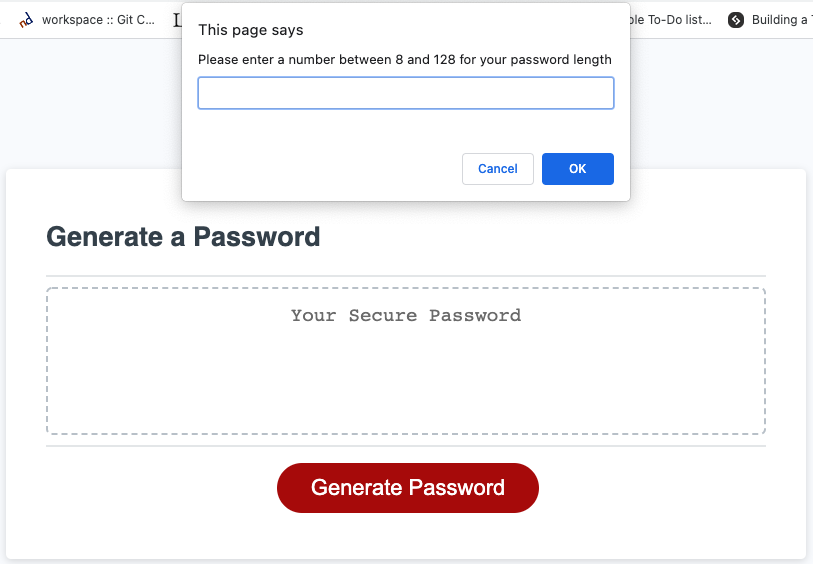 workspace :: Git C...
ple To-Do list...
Building a
This page says
Please enter a number between 8 and 128 for your password length
Cancel
OK
Generate a Password
Your Secure Password
Generate Password